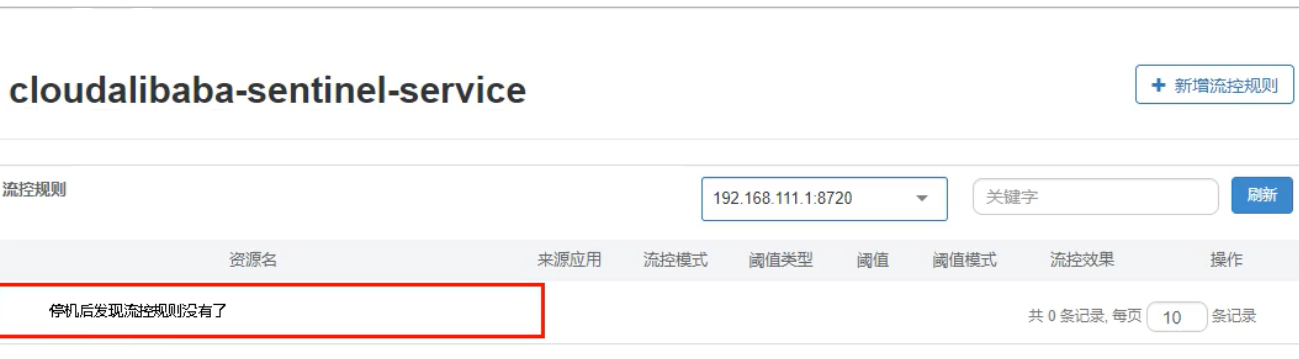 cloudalibaba-sentinel-service
+ 新增流控规则
流控规则
192.168.111.1:8720
关键字
刷新
资源名 来源应用 流控模式 阈值类型 阈值 阈值模式 流控效果 操作
停机后发现流控规则没有了
共 0 条记录, 每页 10 条记录